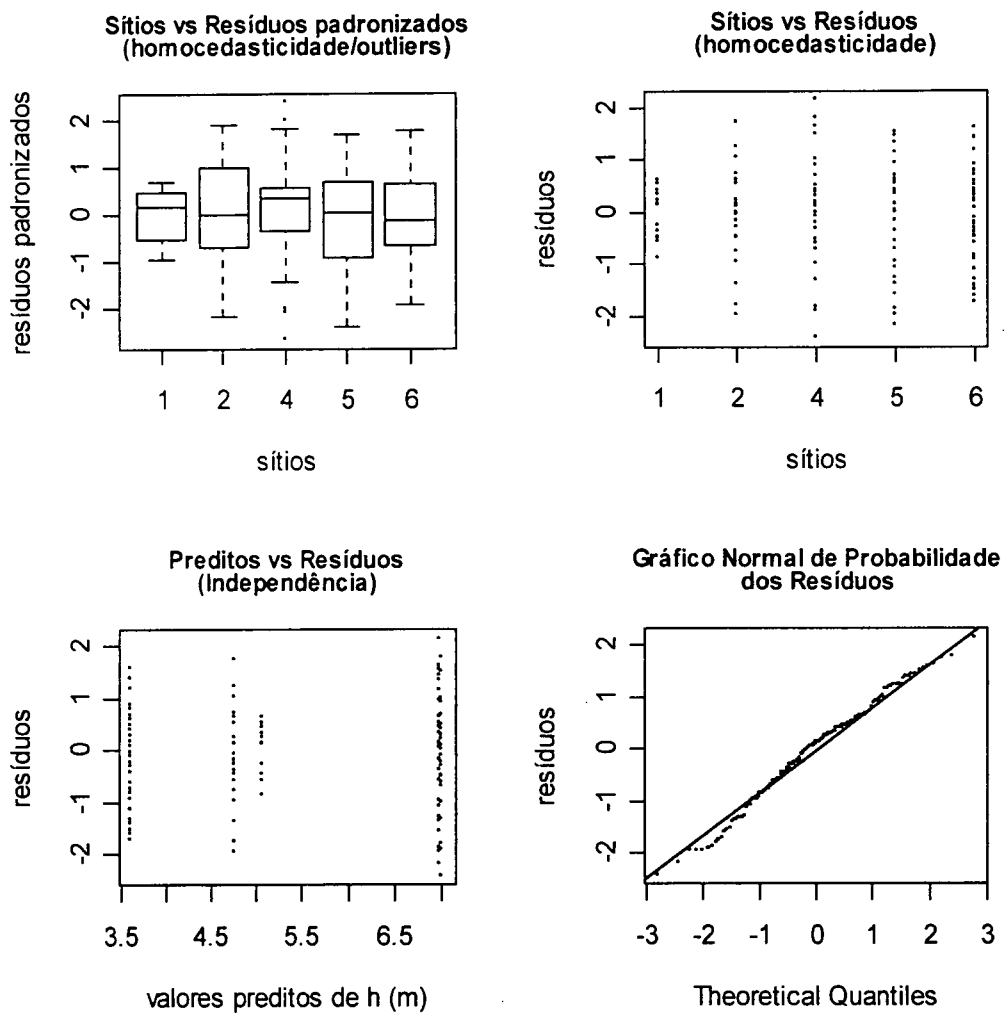 Sítios vs Resíduos padronizados
(homocedasticidade/outliers)
resíduos padronizados
2
1
0
-1
-2
1 2 4 5 6
sítios
Sítios vs Resíduos
(homocedasticidade)
resíduos
2
1
0
-1
-2
1 2 4 5 6
sítios
Preditos vs Resíduos
(Independência)
resíduos
2
1
0
-1
-2
3.5 4.5 5.5 6.5
valores preditos de h (m)
Gráfico Normal de Probabilidade
dos Resíduos
resíduos
2
1
0
-1
-2
-3 -2 -1 0 1 2 3
Theoretical Quantiles